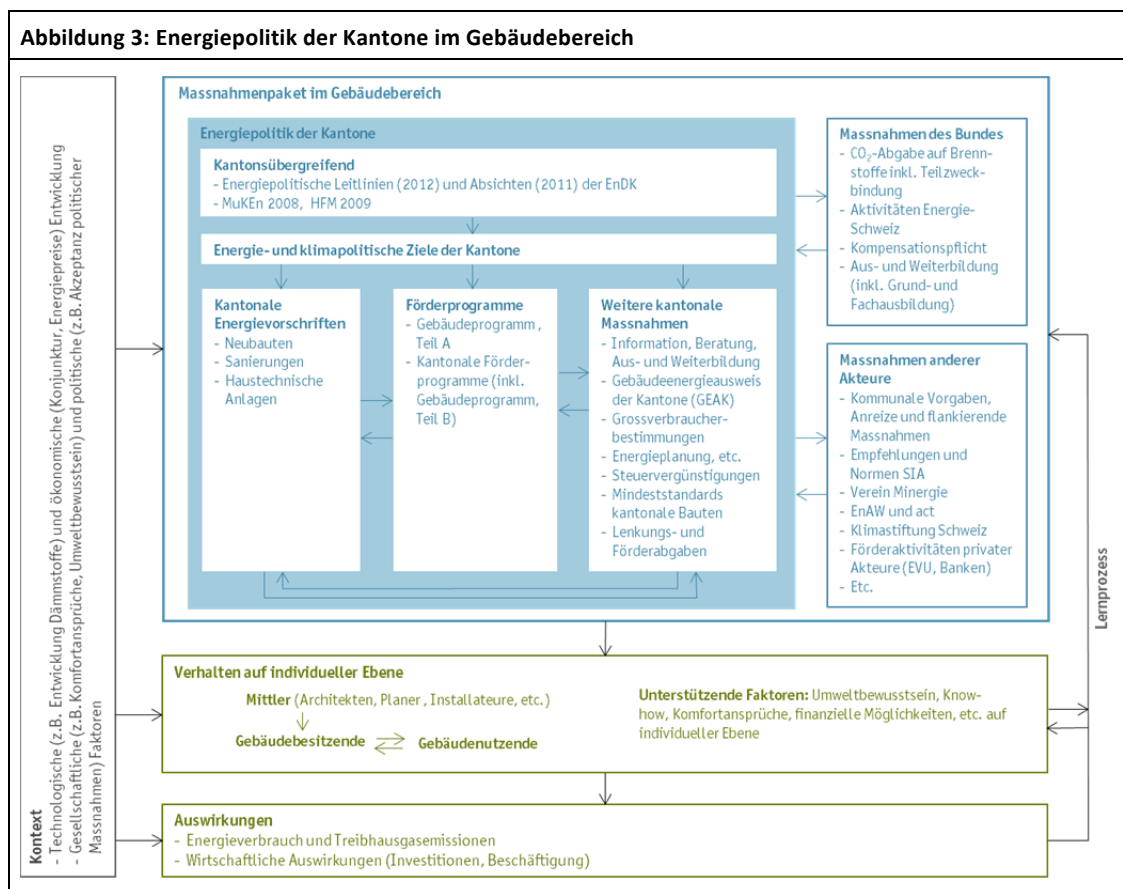 Abbildung 3: Energiepolitik der Kantone im Gebäudebereich
Kontext
- Technologische (z.B. Entwicklung Dämmstoffe) und ökonomische (Konjunktur, Energiepreise) Entwicklung
- Gesellschaftliche (z.B. Komfortansprüche, Umweltbewusstsein) und politische (z.B. Akzeptanz politischer
Massnahmen) Faktoren
Massnahmenpaket im Gebäudebereich
Energiepolitik der Kantone
Kantonsübergreifend
- Energiepolitische Leitlinien (2012) und Absichten (2011) der EnDK
- MuKEn 2008, HFM 2009
Energie- und klimapolitische Ziele der Kantone
Kantonale
Energievorschriften
- Neubauten
- Sanierungen
- Haustechnische
Anlagen
Förderprogramme
- Gebäudeprogramm,
Teil A
- Kantonale Förder-
programme (inkl.
Gebäudeprogramm,
Teil B)
Weitere kantonale
Massnahmen
- Information, Beratung,
Aus- und Weiterbildung
- Gebäudeenergieausweis
der Kantone (GEAK)
- Grossverbraucher-
bestimmungen
- Energieplanung, etc.
- Steuervergünstigungen
- Mindeststandards
kantonale Bauten
- Lenkungs- und
Förderabgaben
Massnahmen des Bundes
- CO₂-Abgabe auf Brenn-
stoffe inkl. Teilzweck-
bindung
- Aktivitäten Energie-
Schweiz
- Kompensationspflicht
- Aus- und Weiterbildung
(inkl. Grund- und
Fachausbildung)
Massnahmen anderer
Akteure
- Kommunale Vorgaben,
Anreize und flankierende
Massnahmen
- Empfehlungen und
Normen SIA
- Verein Minergie
- EnAW und act
- Klimastiftung Schweiz
- Förderaktivitäten privater
Akteure (EVU, Banken)
- Etc.
Lernprozess
Verhalten auf individueller Ebene
Mittler (Architekten, Planer, Installateure, etc.)
Gebäudebesitzende
Gebäudenutzende
Unterstützende Faktoren: Umweltbewusstsein, Know-
how, Komfortansprüche, finanzielle Möglichkeiten, etc. auf
individueller Ebene
Auswirkungen
- Energieverbrauch und Treibhausgasemissionen
- Wirtschaftliche Auswirkungen (Investitionen, Beschäftigung)